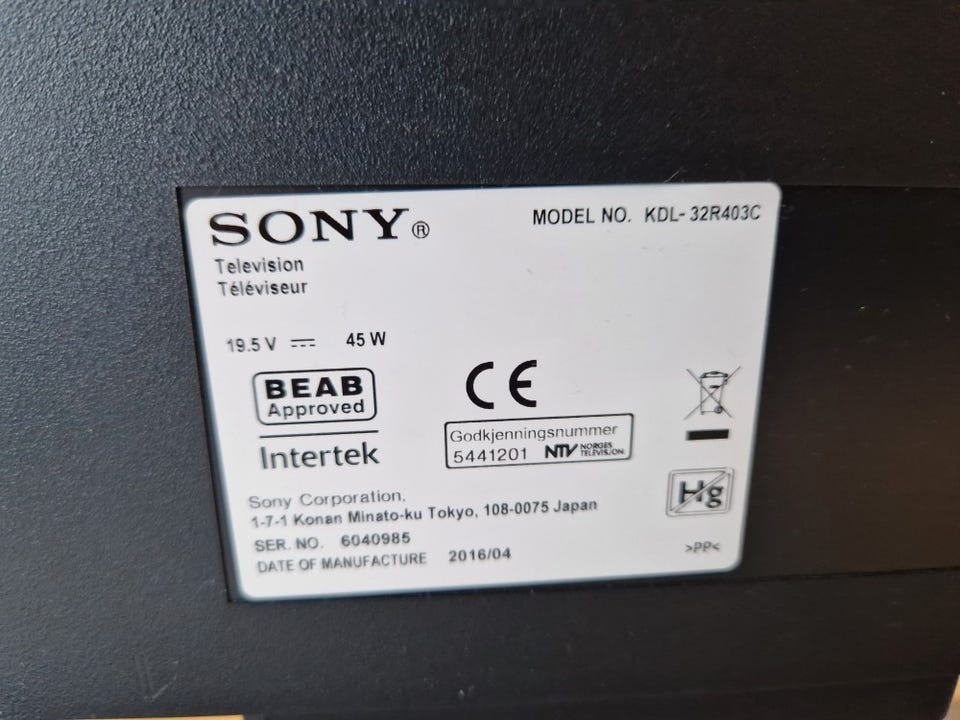 SONY®
MODEL NO. KDL-32R403C
Television
Téléviseur
19.5 V ⎓ 45 W
BEAB
Approved
Intertek
CE
Godkjenningsnummer
5441201 NTV NORGES
TELEVISJON
Hg
Sony Corporation.
1-7-1 Konan Minato-ku Tokyo, 108-0075 Japan
SER. NO. 6040985
DATE OF MANUFACTURE 2016/04
>PP<